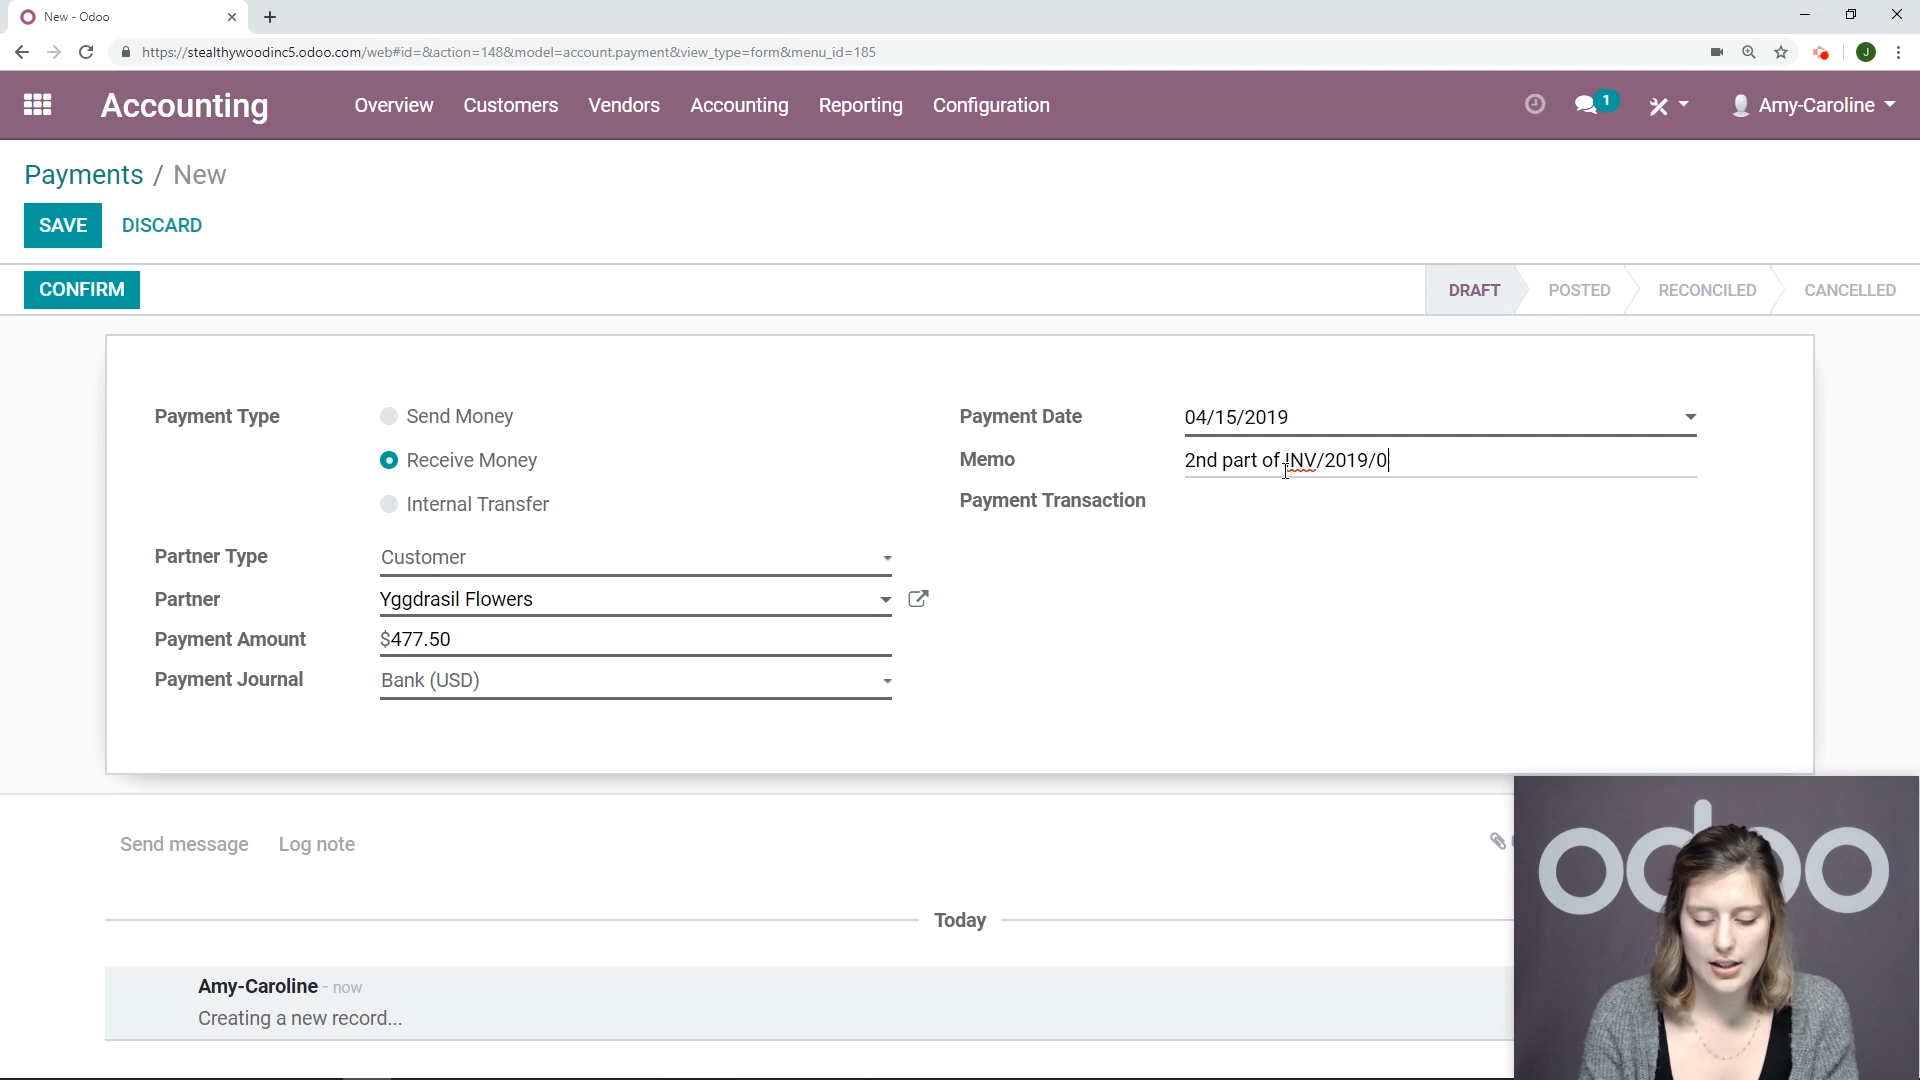 New - Odoo
https://stealthywoodinc5.odoo.com/web#id=&action=148&model=account.payment&view_type=form&menu_id=185
J
Accounting Overview Customers Vendors Accounting Reporting Configuration 1 Amy-Caroline
Payments / New
SAVE DISCARD
CONFIRM DRAFT POSTED RECONCILED CANCELLED
Payment Type Send Money Payment Date 04/15/2019
Receive Money Memo 2nd part of INV/2019/0
Internal Transfer Payment Transaction
Partner Type Customer
Partner Yggdrasil Flowers
Payment Amount $477.50
Payment Journal Bank (USD)
Send message Log note
odoo
Today
Amy-Caroline - now
Creating a new record...